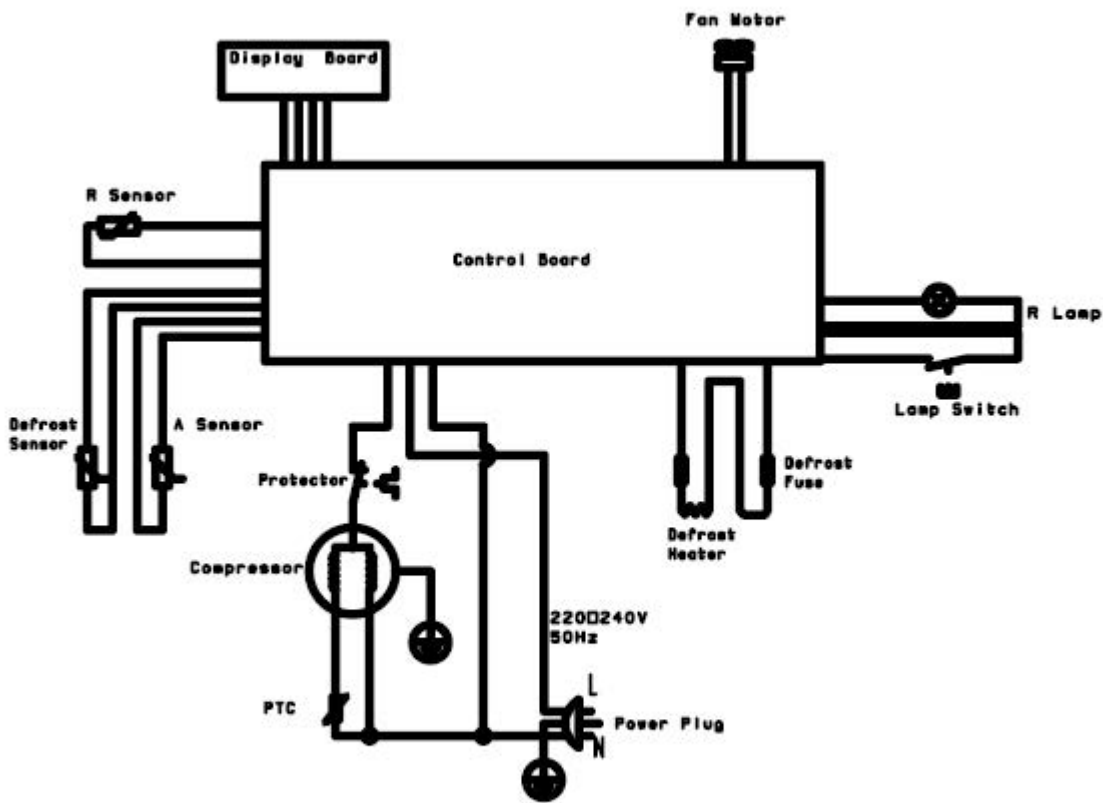 Fan Motor
Display Board
R Sensor
Control Board
R Lamp
Lamp Switch
Defrost
Sensor
A Sensor
Protector
Defrost
Fuse
Defrost
Heater
Compressor
220□240V
50Hz
PTC
L
Power Plug
N